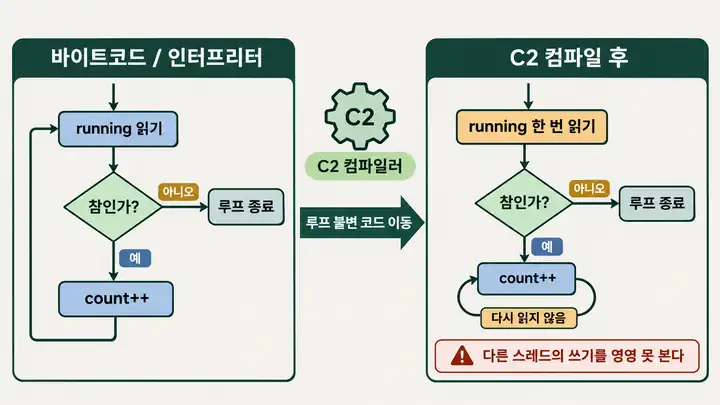 바이트코드 / 인터프리터
running 읽기
참인가?
아니오
루프 종료
예
count++
C2
C2 컴파일러
루프 불변 코드 이동
C2 컴파일 후
running 한 번 읽기
참인가?
아니오
루프 종료
예
count++
다시 읽지 않음
다른 스레드의 쓰기를 영영 못 본다